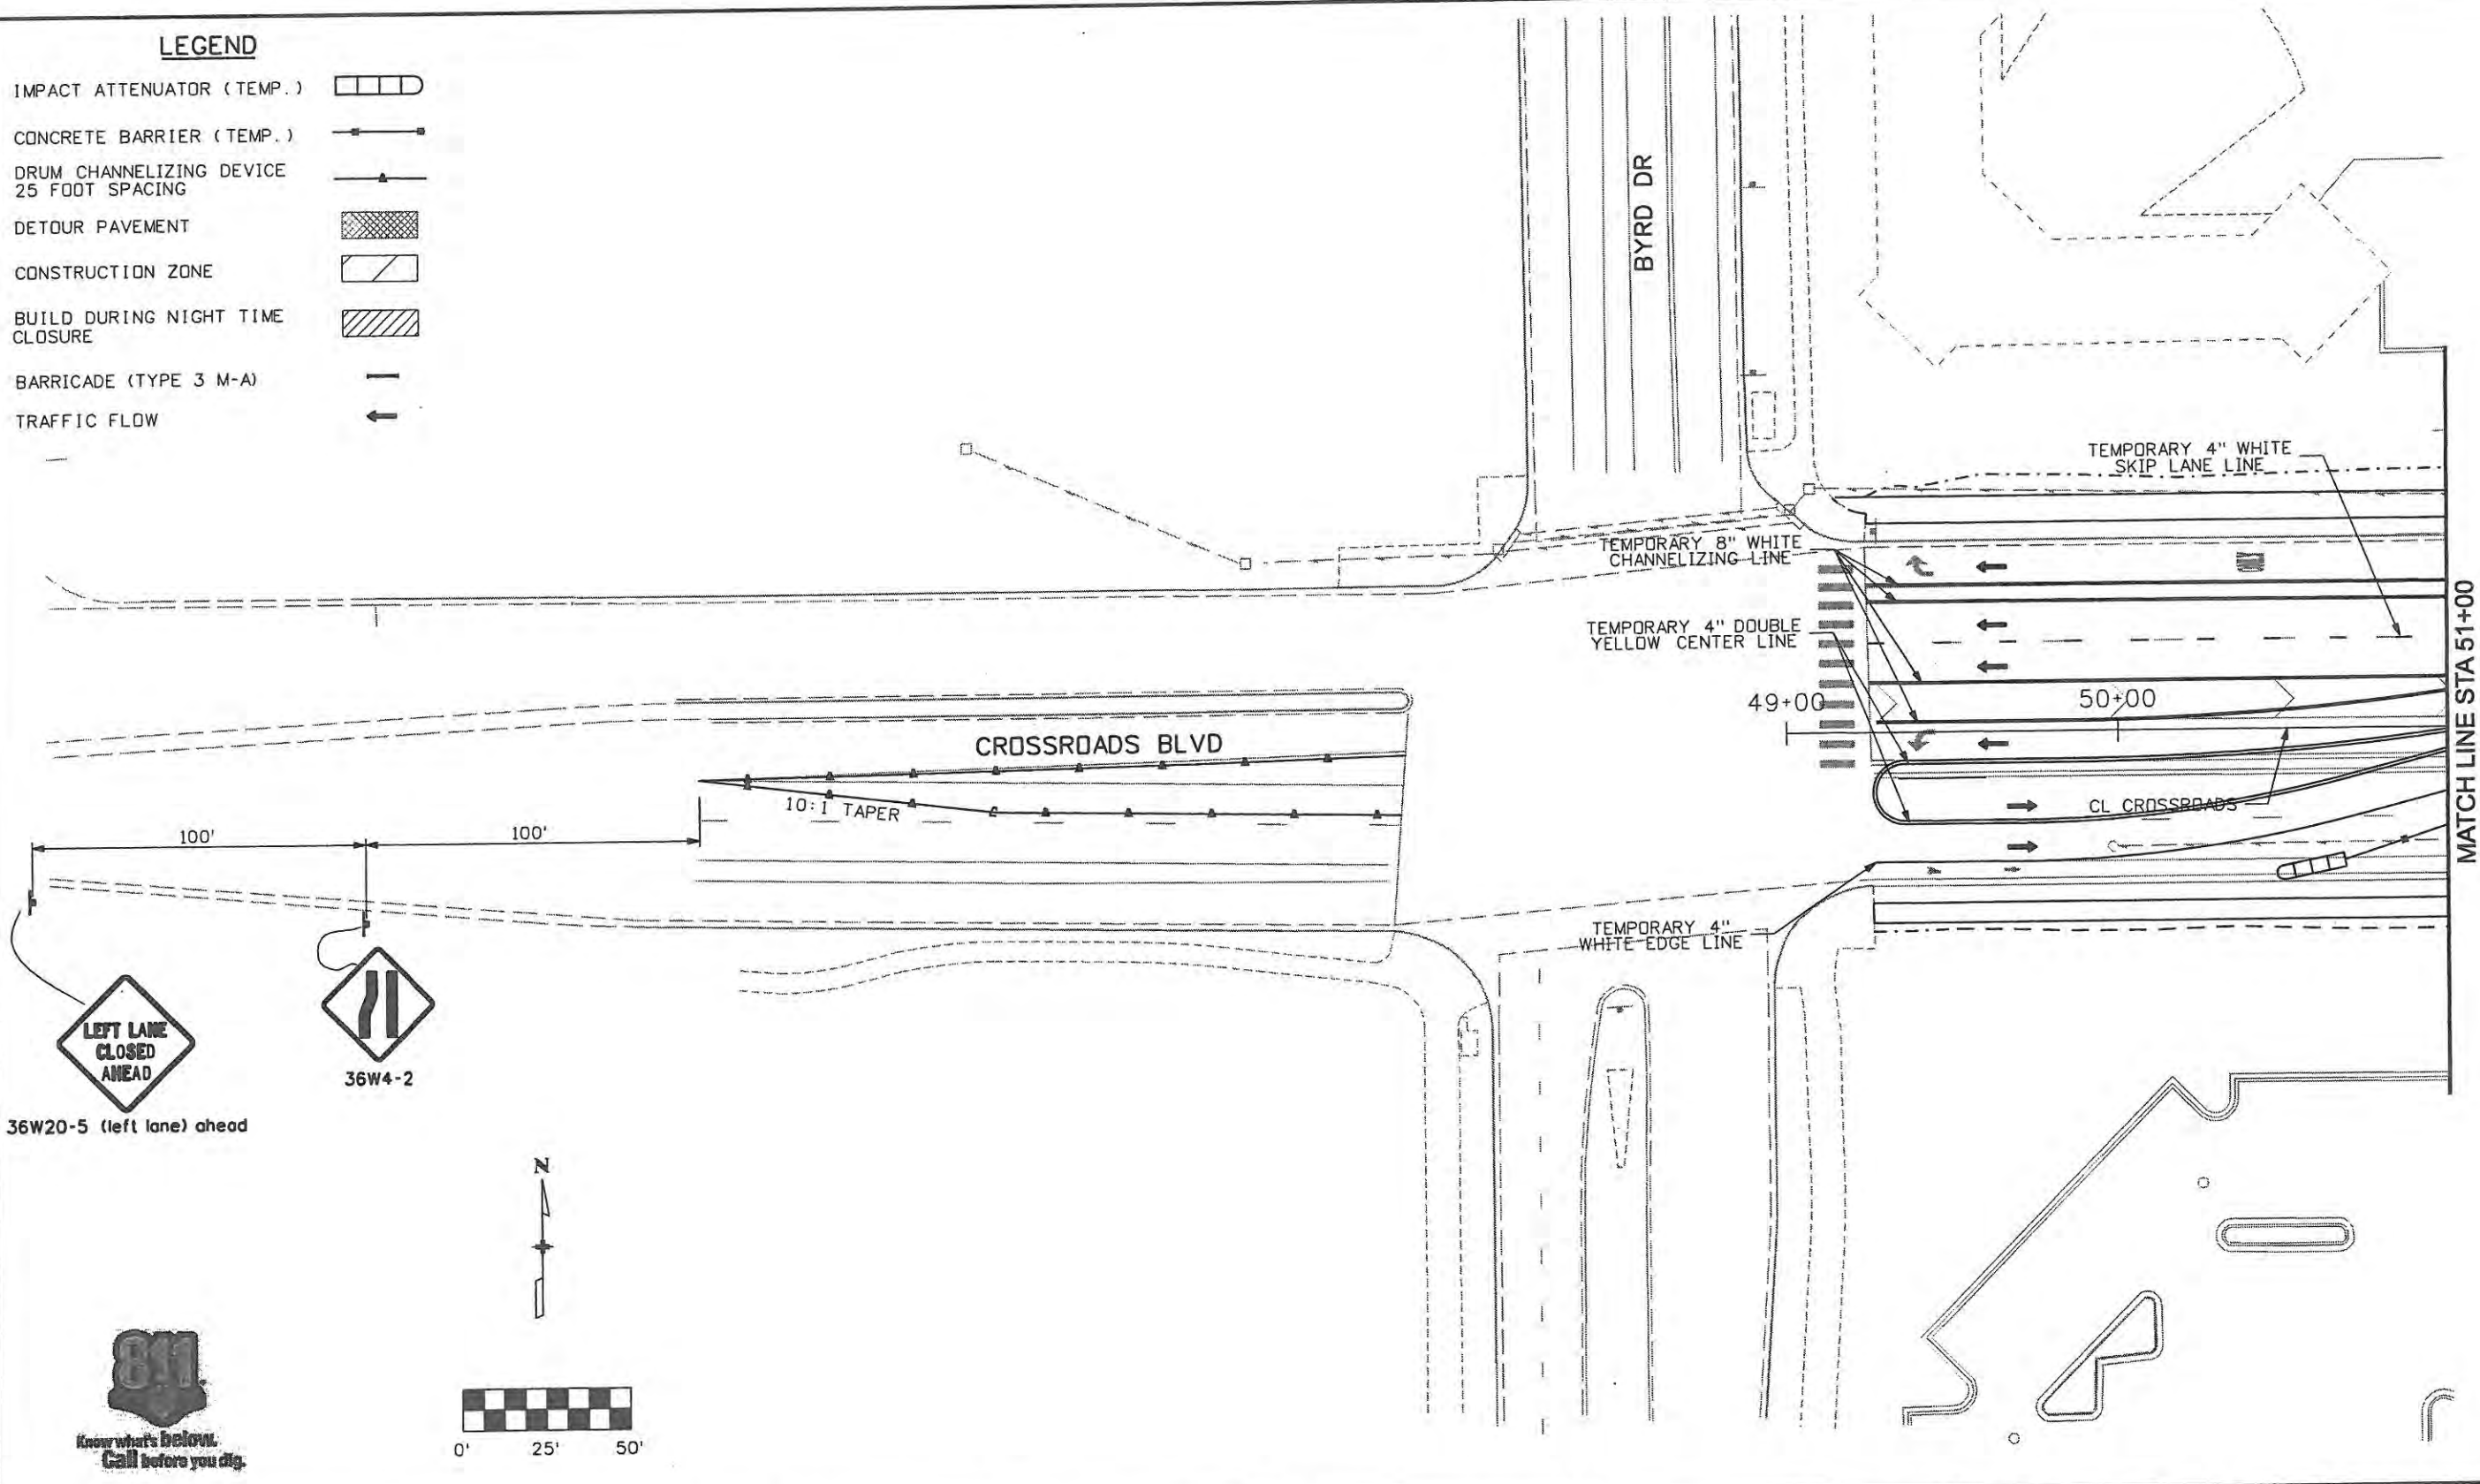 LEGEND
IMPACT ATTENUATOR (TEMP.)
CONCRETE BARRIER (TEMP.)
DRUM CHANNELIZING DEVICE
25 FOOT SPACING
DETOUR PAVEMENT
CONSTRUCTION ZONE
BUILD DURING NIGHT TIME
CLOSURE
BARRICADE (TYPE 3 M-A)
TRAFFIC FLOW
BYRD DR
TEMPORARY 4" WHITE
SKIP LANE LINE
TEMPORARY 8" WHITE
CHANNELIZING LINE
TEMPORARY 4" DOUBLE
YELLOW CENTER LINE
49+00
50+00
MATCH LINE STA 51+00
CROSSROADS BLVD
10:1 TAPER
CL CROSSROADS
100'
100'
TEMPORARY 4"
WHITE EDGE LINE
LEFT LANE
CLOSED
AHEAD
36W4-2
36W20-5 (left lane) ahead
N
811
Know what's below.
Call before you dig.
0' 25' 50'